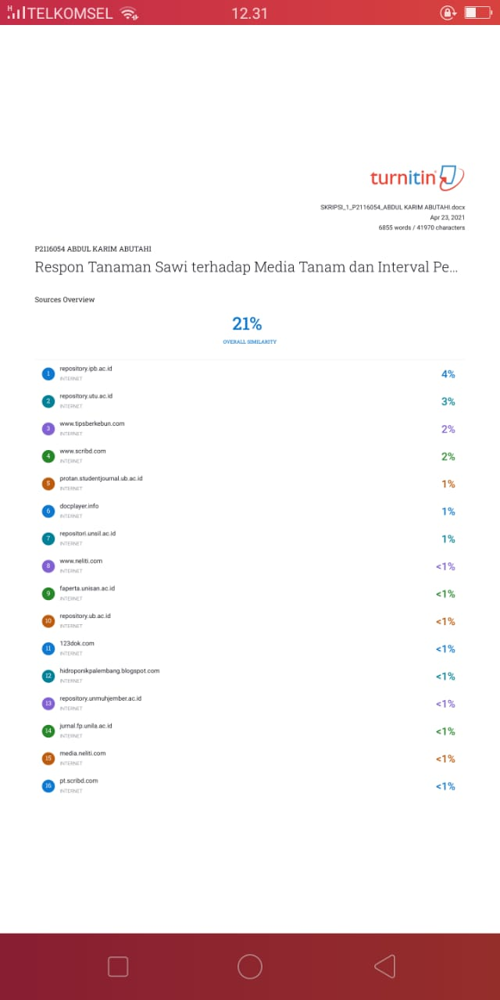 H
TELKOMSEL
12.31
turnitin
SKRIPSI_1_P2116054_ABDUL KARIM ABUTAHI.docx
Apr 23, 2021
6855 words / 41970 characters
P2116054 ABDUL KARIM ABUTAHI
Respon Tanaman Sawi terhadap Media Tanam dan Interval Pe...
Sources Overview
21%
OVERALL SIMILARITY
1 repository.ipb.ac.id 4%
INTERNET
2 repository.utu.ac.id 3%
INTERNET
3 www.tipsberkebun.com 2%
INTERNET
4 www.scribd.com 2%
INTERNET
5 protan.studentjournal.ub.ac.id 1%
INTERNET
6 docplayer.info 1%
INTERNET
7 repositori.unsil.ac.id 1%
INTERNET
8 www.neliti.com <1%
INTERNET
9 faperta.unisan.ac.id <1%
INTERNET
10 repository.ub.ac.id <1%
INTERNET
11 123dok.com <1%
INTERNET
12 hidroponikpalembang.blogspot.com <1%
INTERNET
13 repository.unmuhjember.ac.id <1%
INTERNET
14 jurnal.fp.unila.ac.id <1%
INTERNET
15 media.neliti.com <1%
INTERNET
16 pt.scribd.com <1%
INTERNET